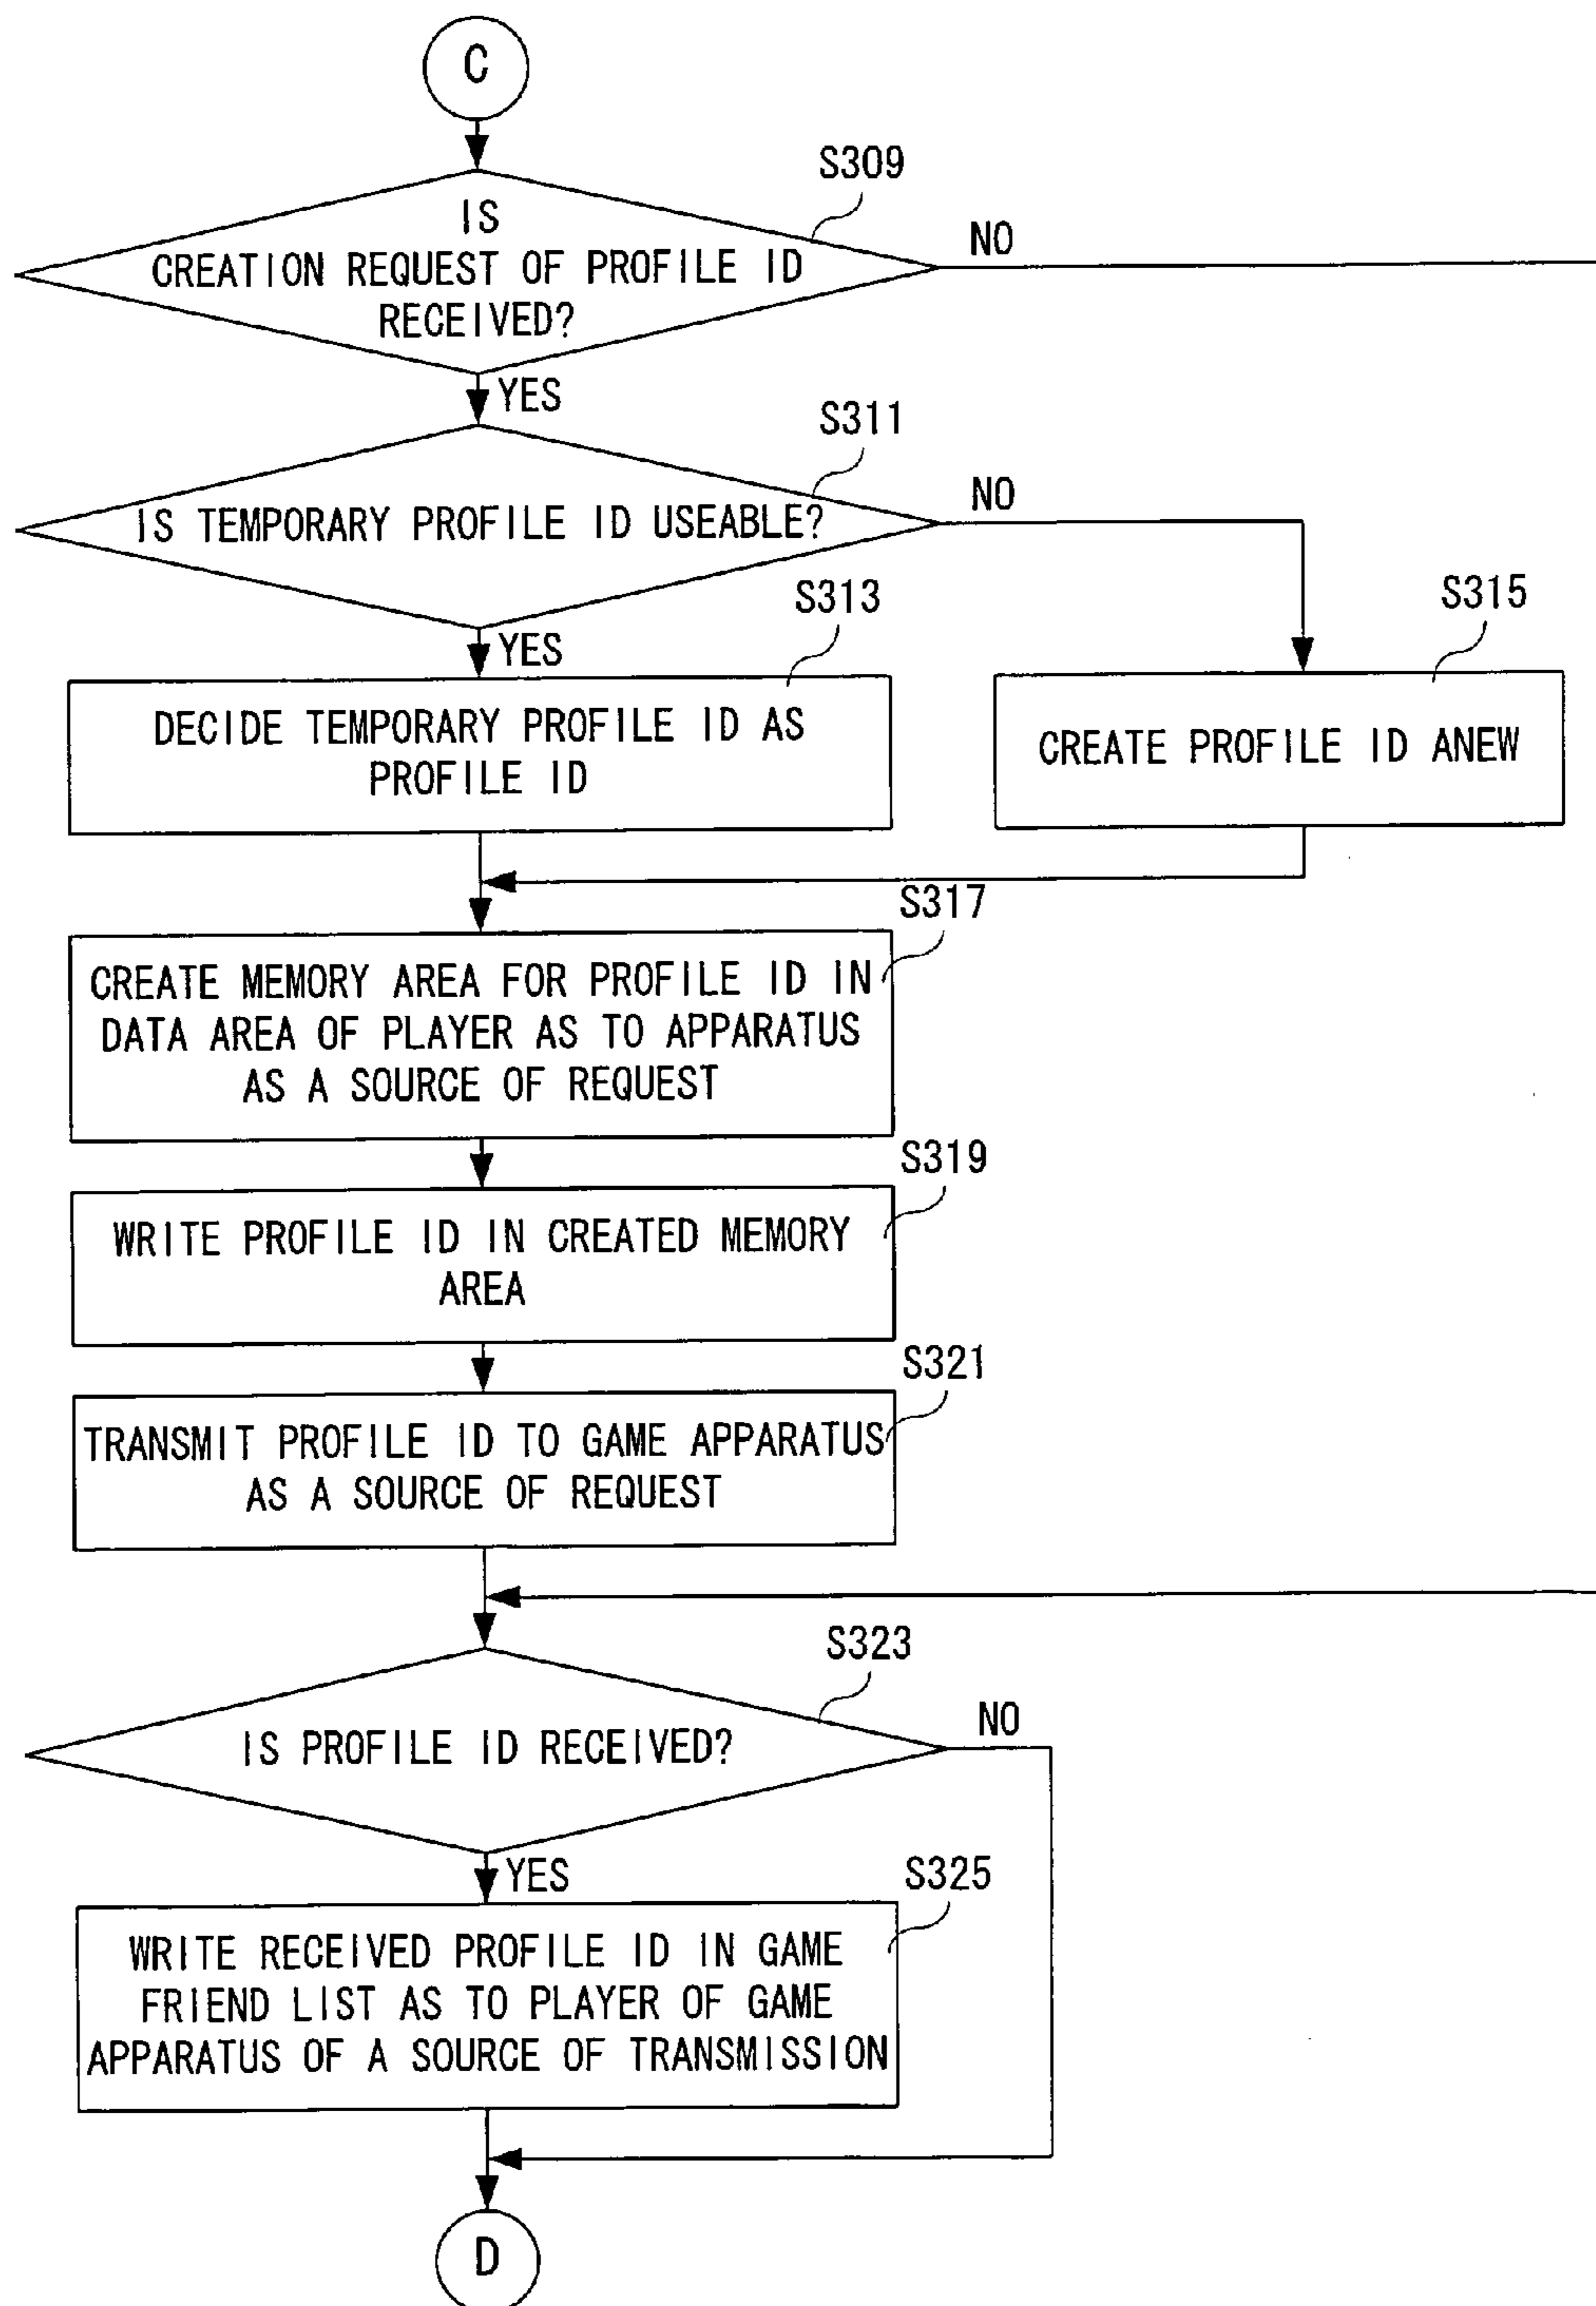 C
S309
IS
CREATION REQUEST OF PROFILE ID
RECEIVED?
NO
YES
S311
IS TEMPORARY PROFILE ID USEABLE?
NO
YES
S313
DECIDE TEMPORARY PROFILE ID AS
PROFILE ID
S315
CREATE PROFILE ID ANEW
S317
CREATE MEMORY AREA FOR PROFILE ID IN
DATA AREA OF PLAYER AS TO APPARATUS
AS A SOURCE OF REQUEST
S319
WRITE PROFILE ID IN CREATED MEMORY
AREA
S321
TRANSMIT PROFILE ID TO GAME APPARATUS
AS A SOURCE OF REQUEST
S323
IS PROFILE ID RECEIVED?
NO
YES
S325
WRITE RECEIVED PROFILE ID IN GAME
FRIEND LIST AS TO PLAYER OF GAME
APPARATUS OF A SOURCE OF TRANSMISSION
D